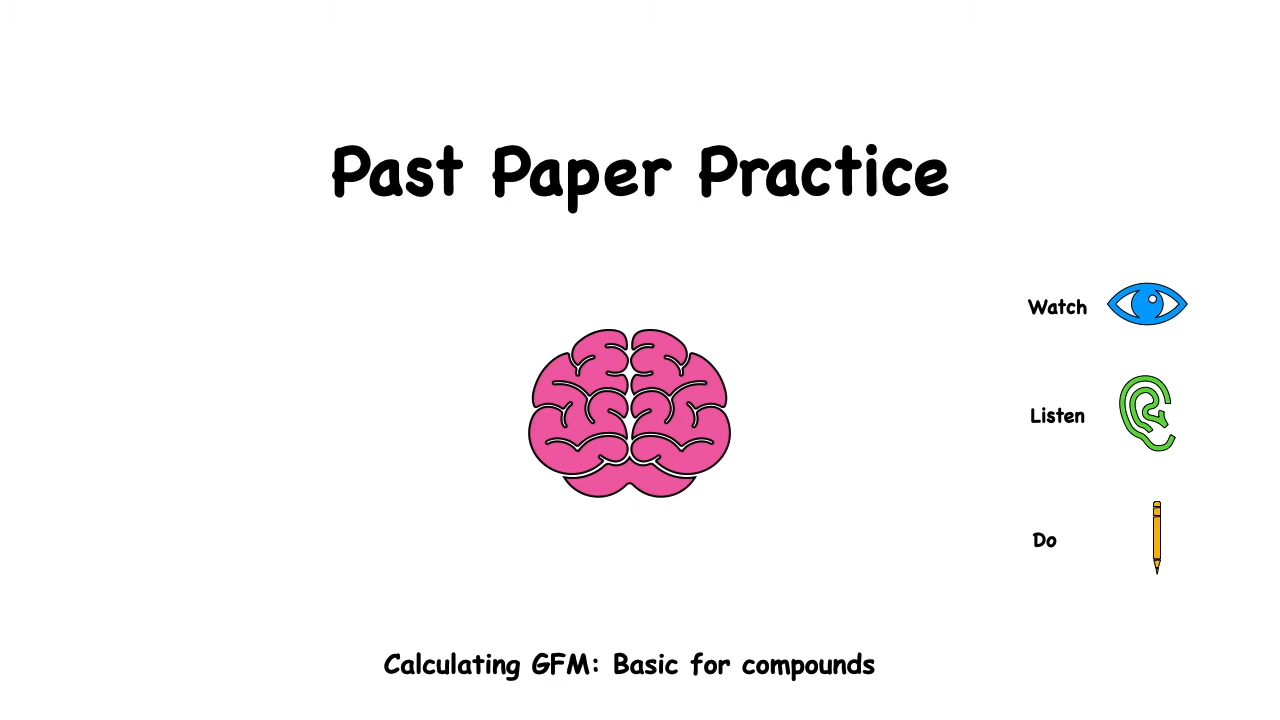 Past Paper Practice
Watch
Listen
Do
Calculating GFM: Basic for compounds